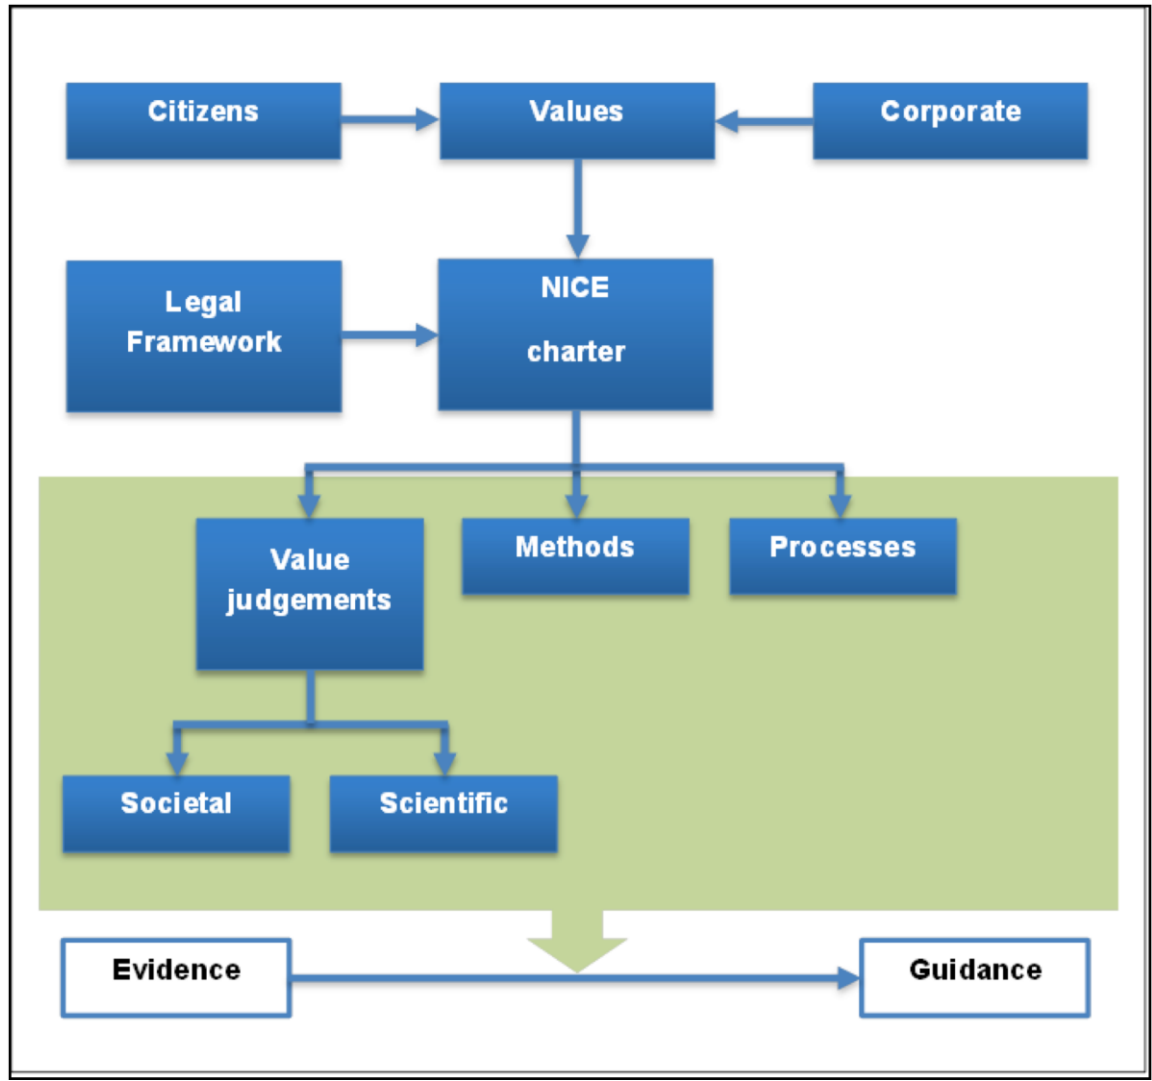 Citizens
Values
Corporate
Legal
Framework
NICE
charter
Value
judgements
Methods
Processes
Societal
Scientific
Evidence
Guidance